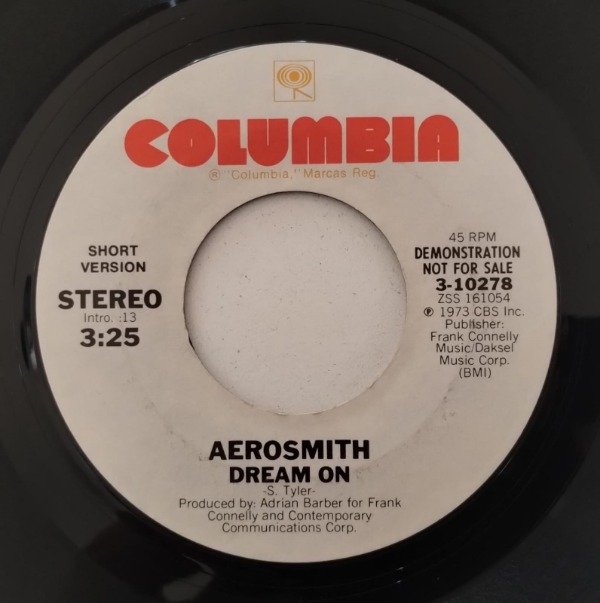 COLUMBIA
® "Columbia," Marcas Reg.
SHORT
VERSION
STEREO
Intro. :13
3:25
45 RPM
DEMONSTRATION
NOT FOR SALE
3-10278
ZSS 161054
℗ 1973 CBS Inc.
Publisher:
Frank Connelly
Music/Daksel
Music Corp.
(BMI)
AEROSMITH
DREAM ON
-S. Tyler-
Produced by: Adrian Barber for Frank
Connelly and Contemporary
Communications Corp.